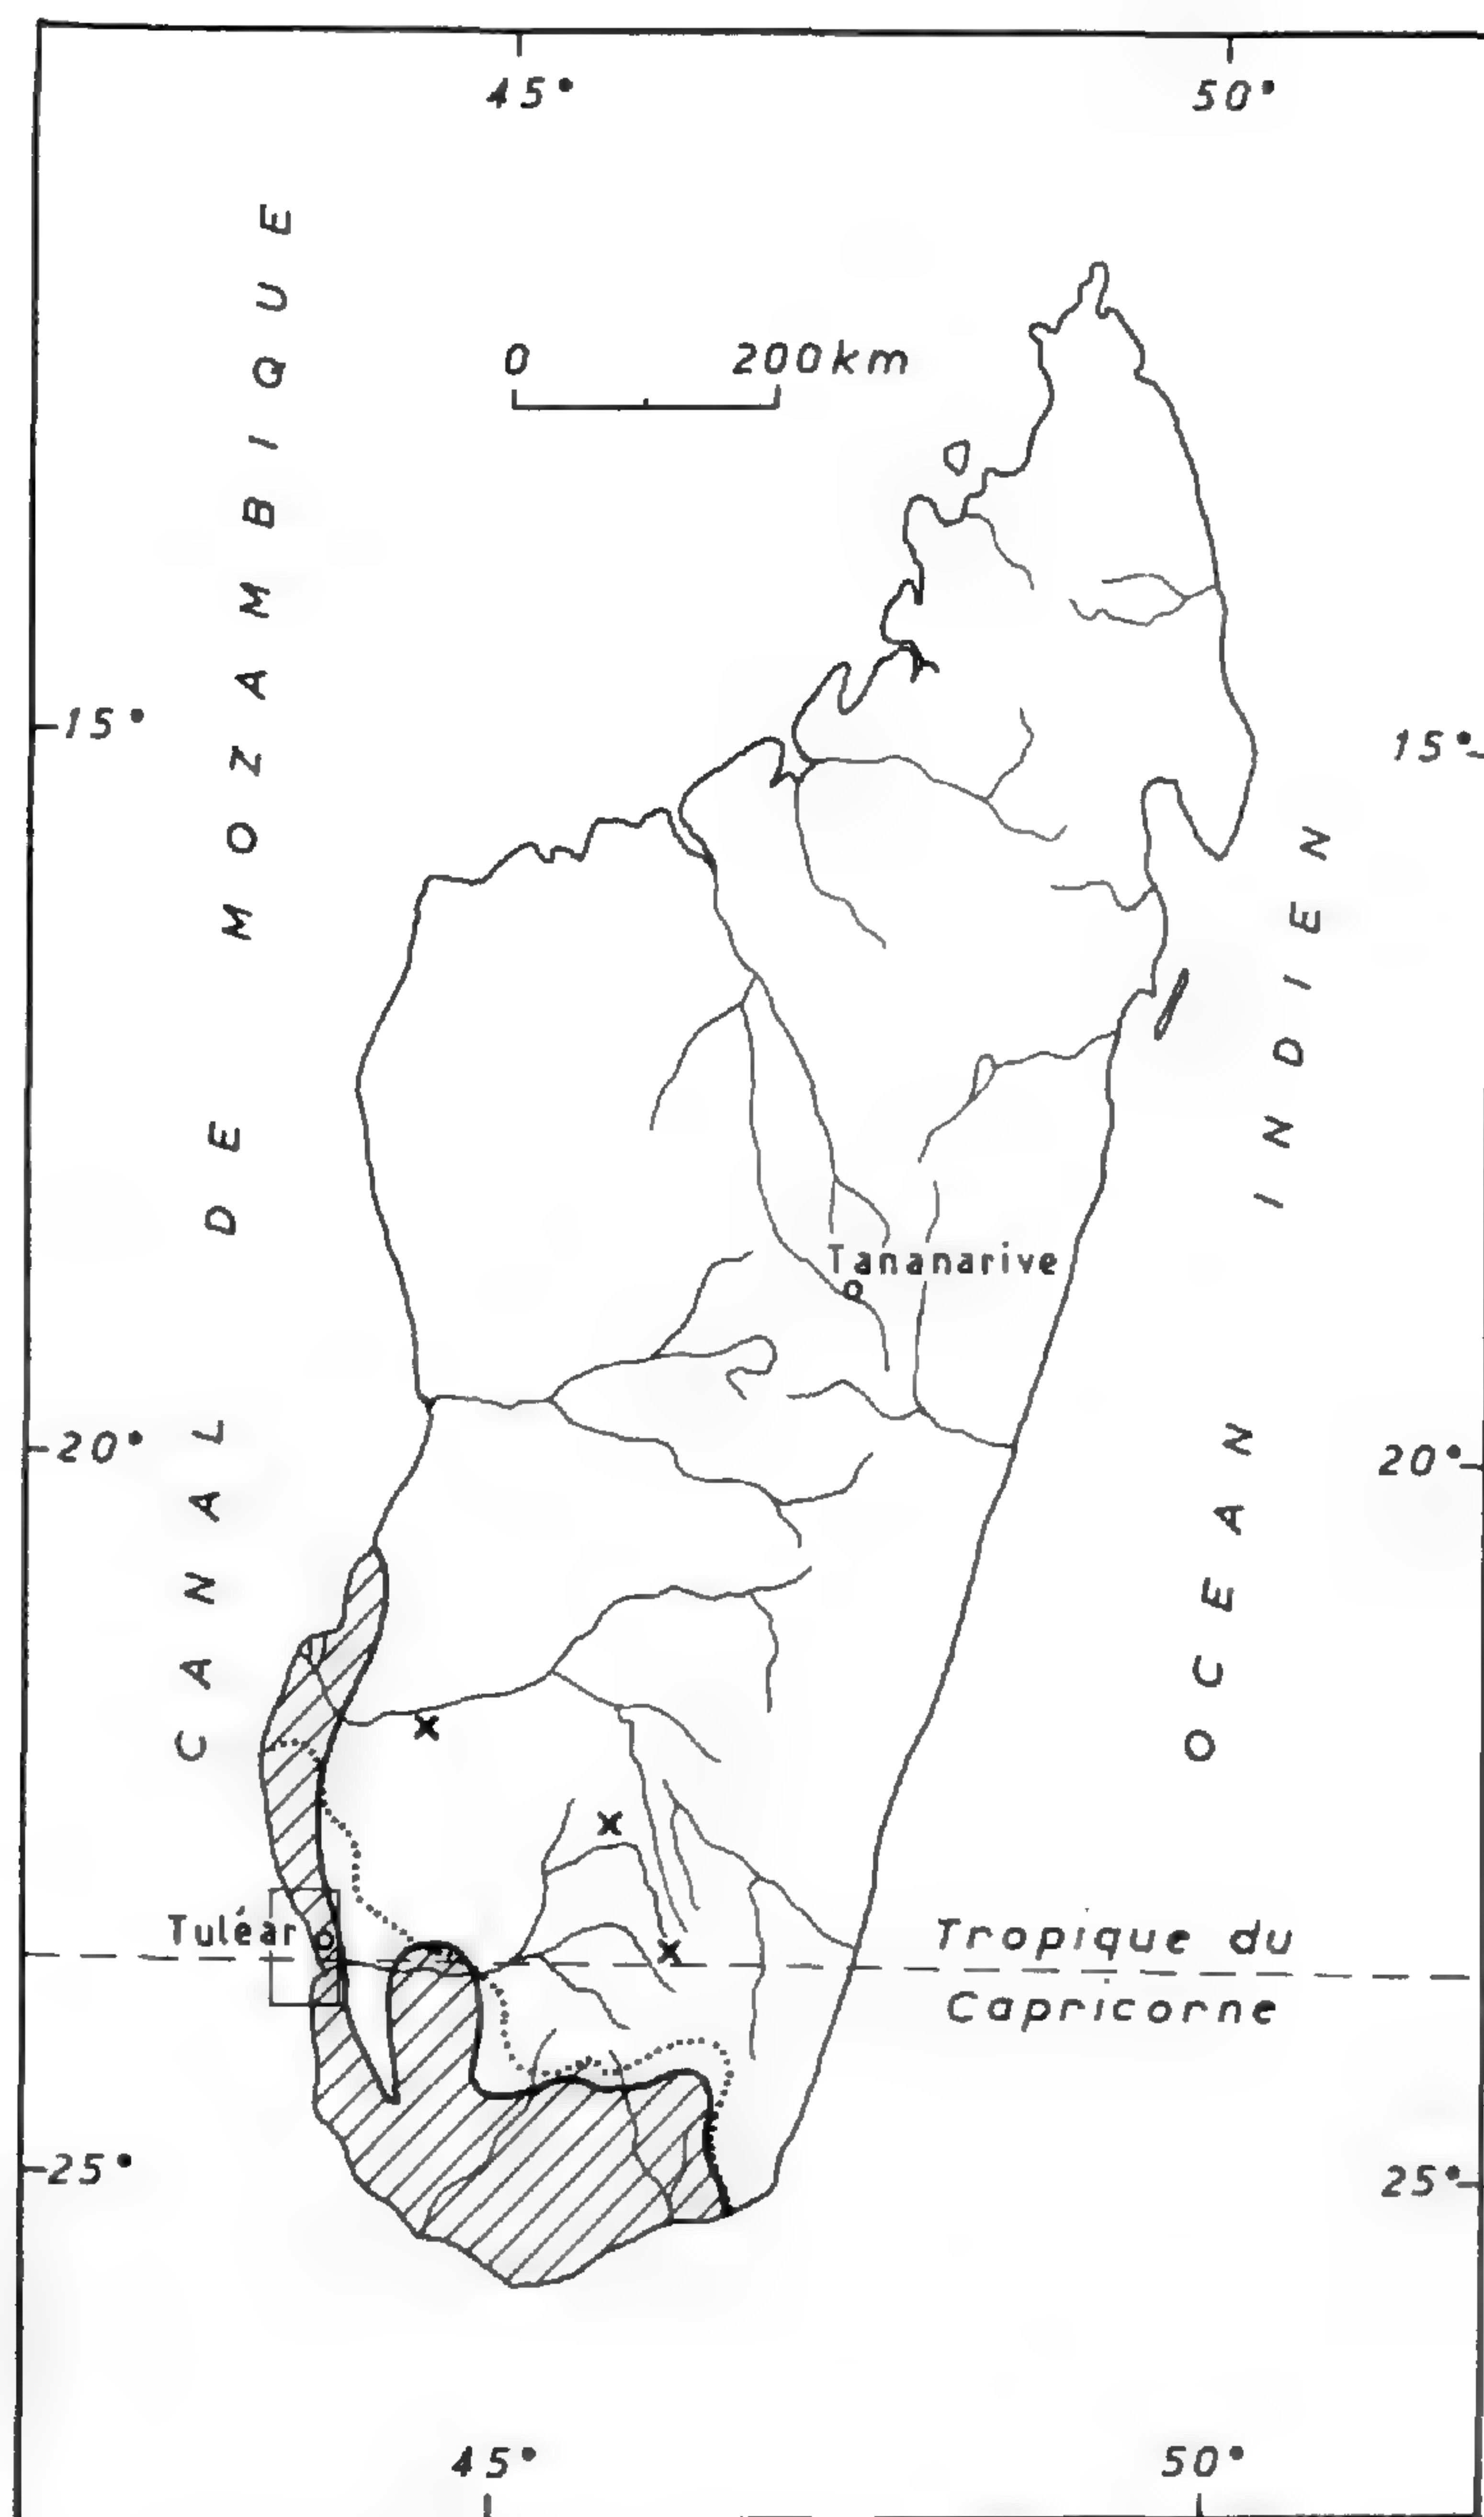 45° 50°
CANAL DE MOZAMBIQUE
0 200km
15° 15°
OCEAN INDIEN
Tananarive
20° 20°
Tuléar
Tropique du
Capricorne
25° 25°
45° 50°